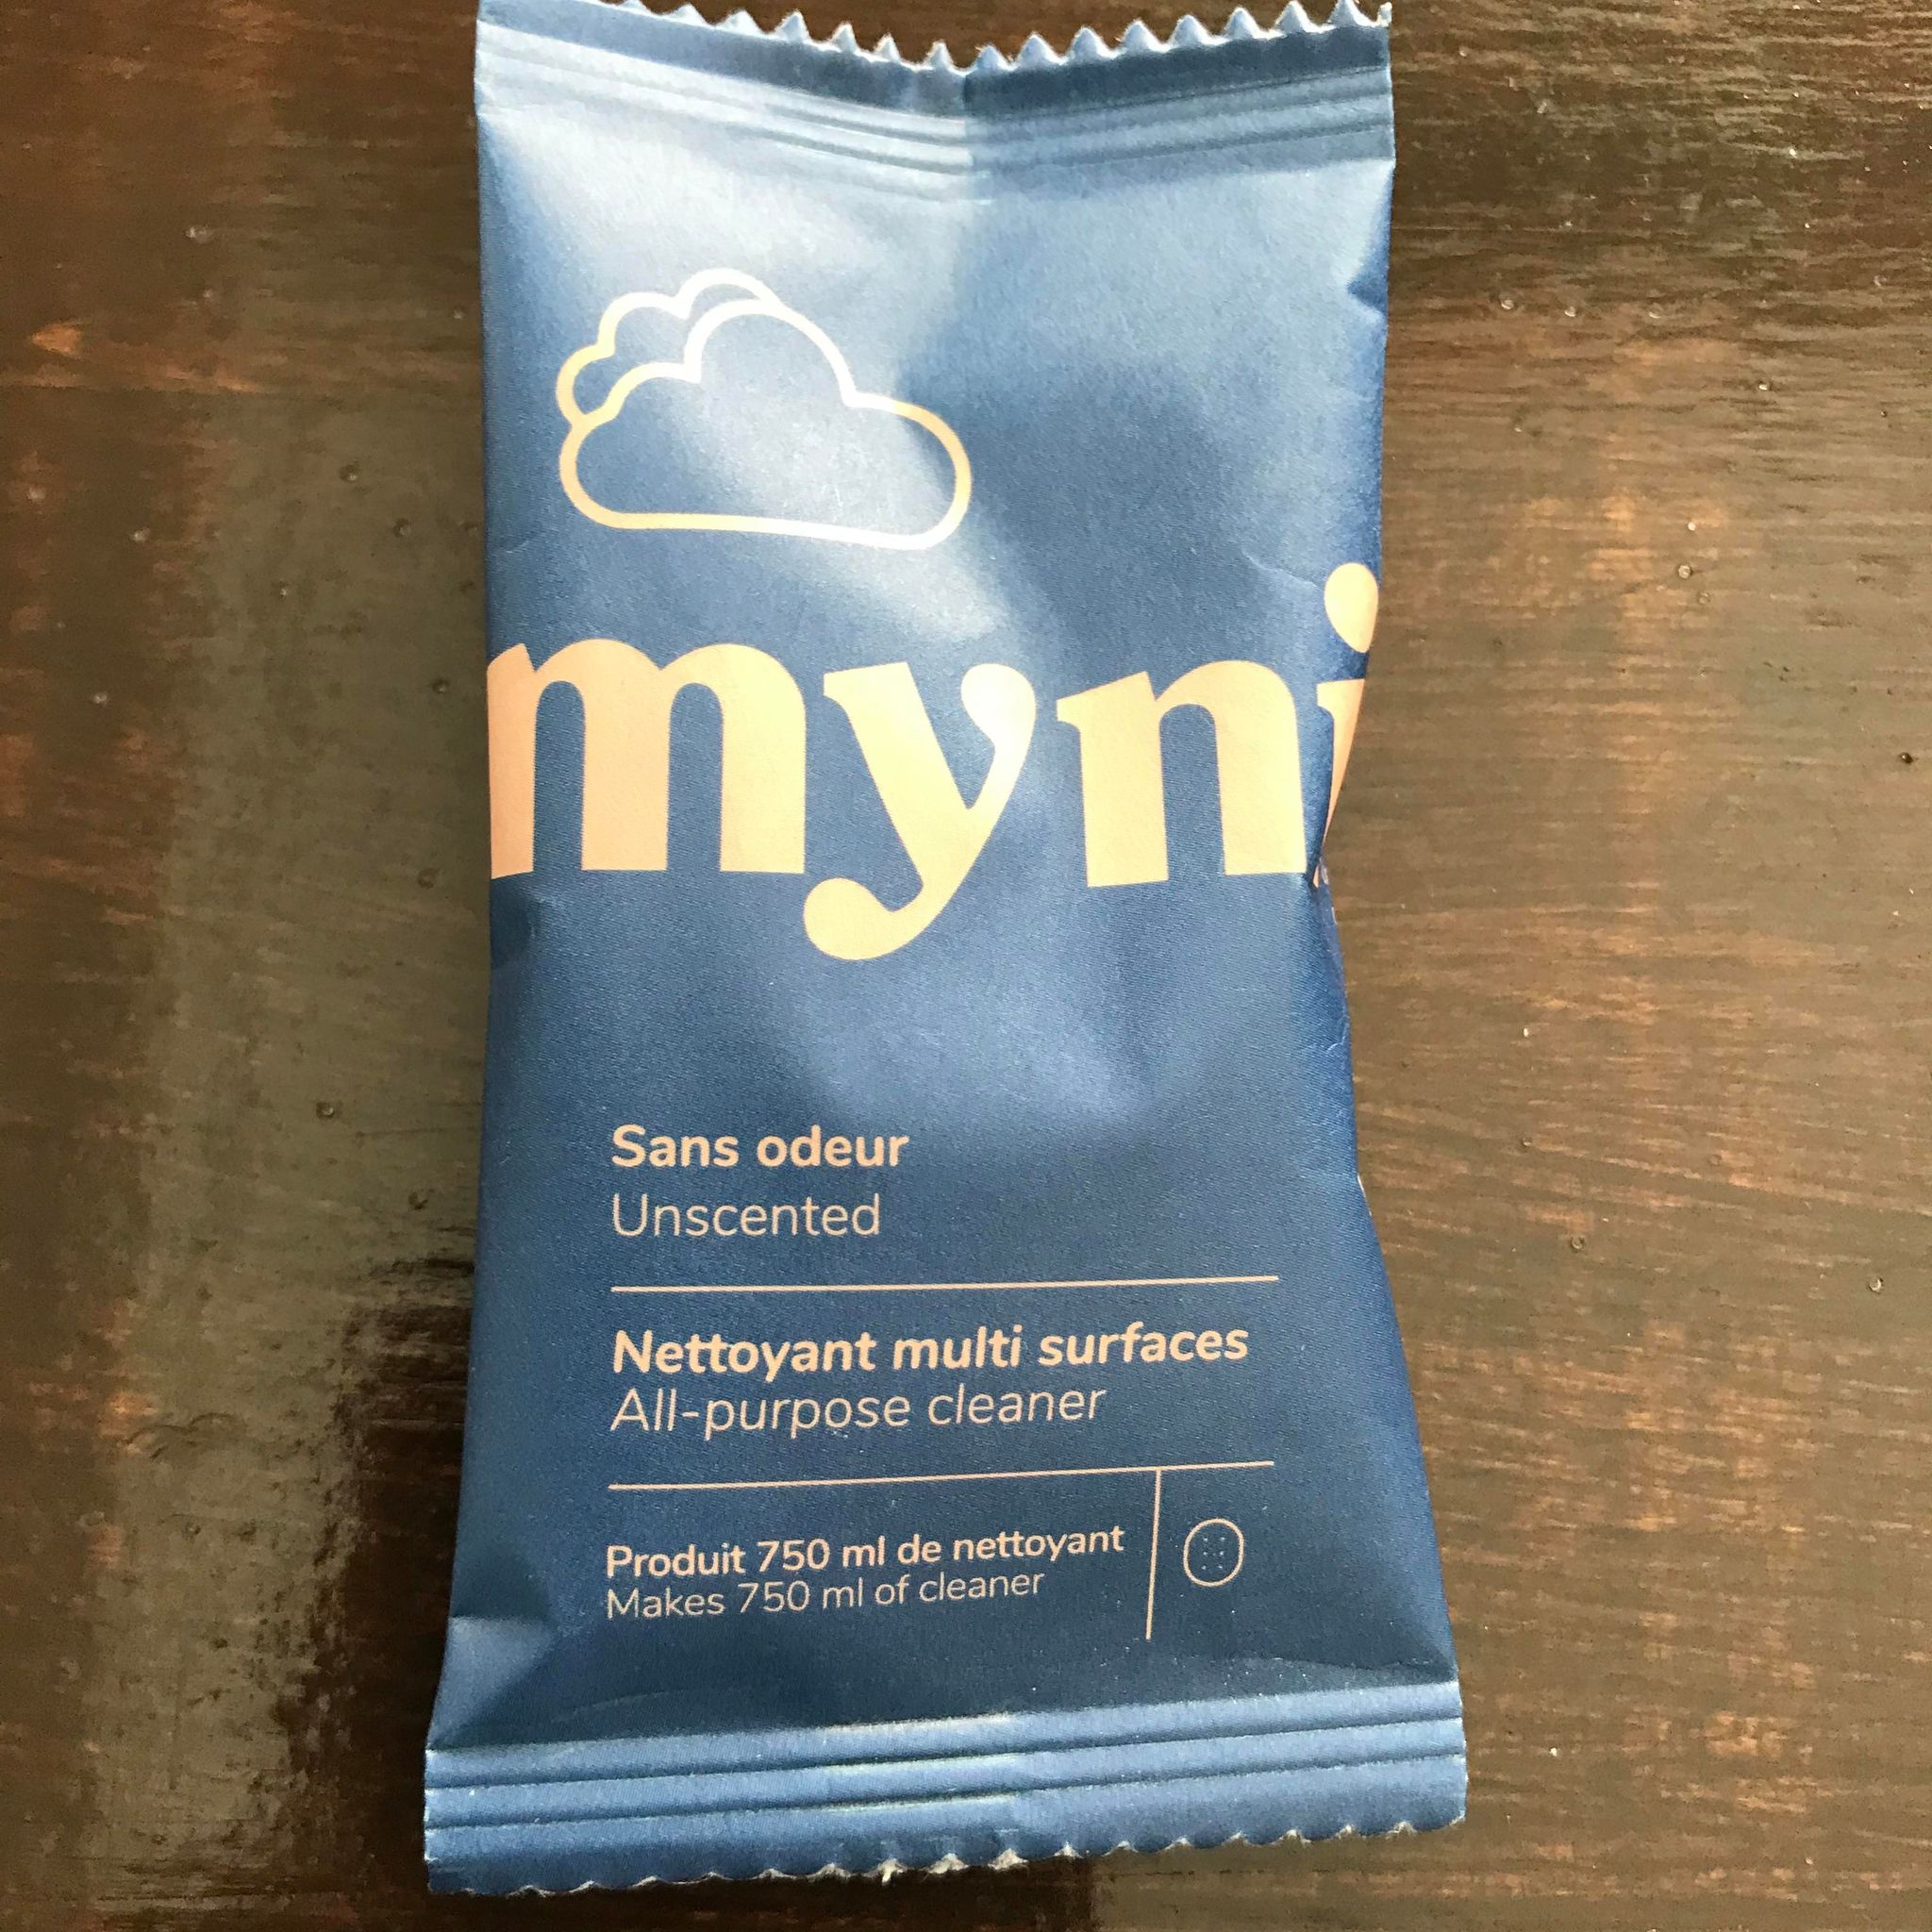 myni
Sans odeur
Unscented
Nettoyant multi surfaces
All-purpose cleaner
Produit 750 ml de nettoyant
Makes 750 ml of cleaner